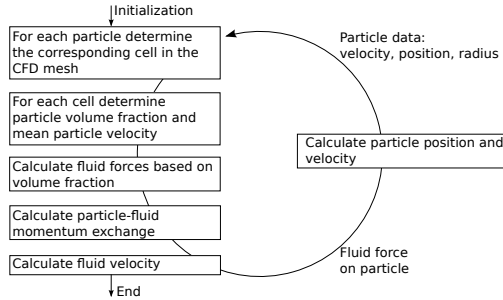 Initialization
For each particle determine
the corresponding cell in the
CFD mesh
For each cell determine
particle volume fraction and
mean particle velocity
Calculate fluid forces based on
volume fraction
Calculate particle-fluid
momentum exchange
Calculate fluid velocity
End
Particle data:
velocity, position, radius
Calculate particle position and
velocity
Fluid force
on particle